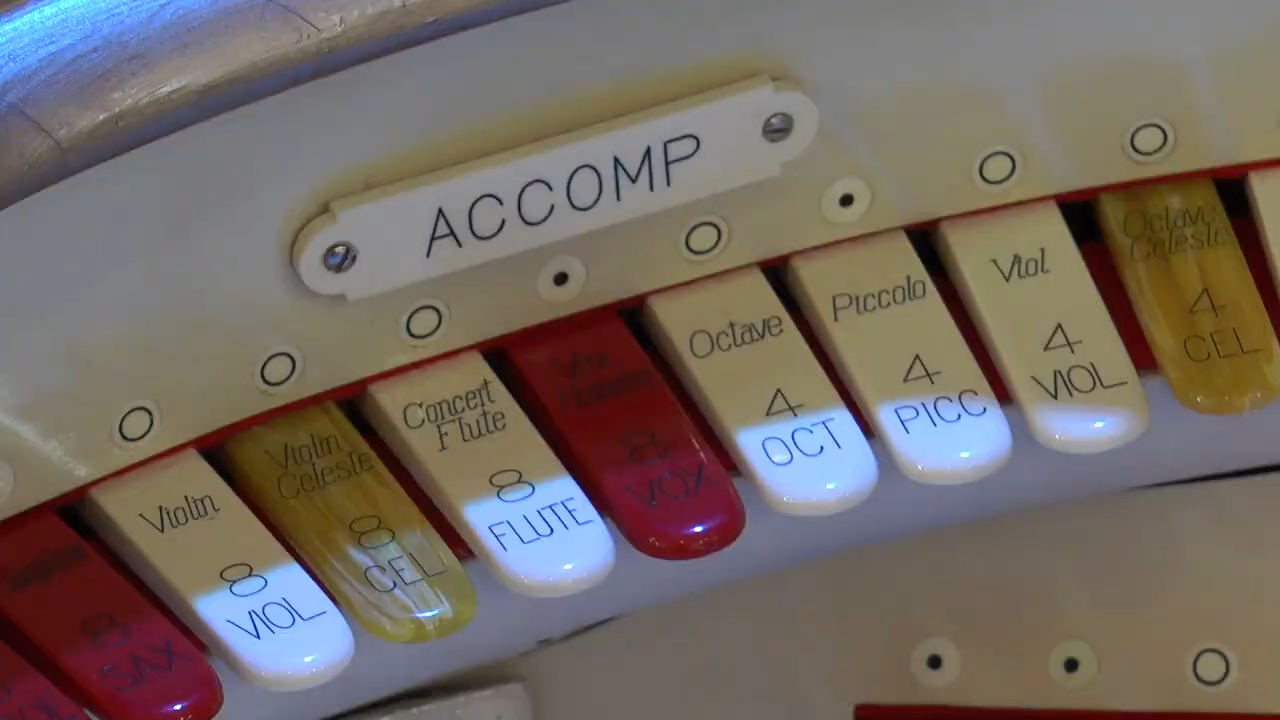 ACCOMP
8
SAX
Violin
8
VIOL
Violin
Celeste
8
CEL
Concert
Flute
8
FLUTE
Vox
8
VOX
Octave
4
OCT
Piccolo
4
PICC
Viol
4
VIOL
Octave
Celeste
4
CEL